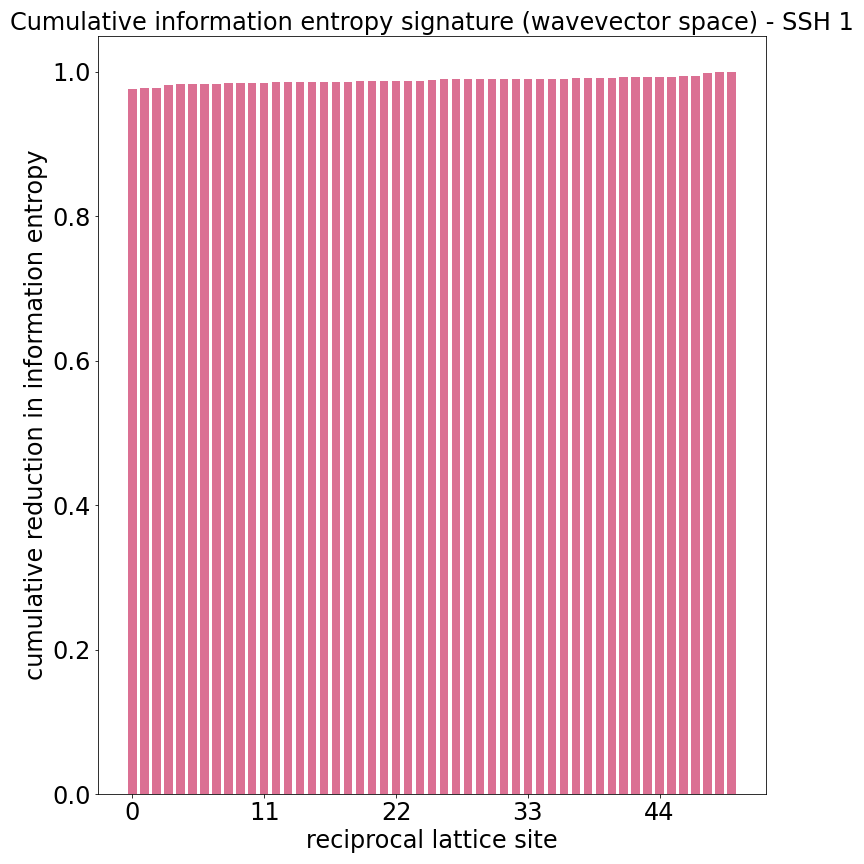 Cumulative information entropy signature (wavevector space) - SSH 1
cumulative reduction in information entropy
1.0
0.8
0.6
0.4
0.2
0.0
0 11 22 33 44
reciprocal lattice site